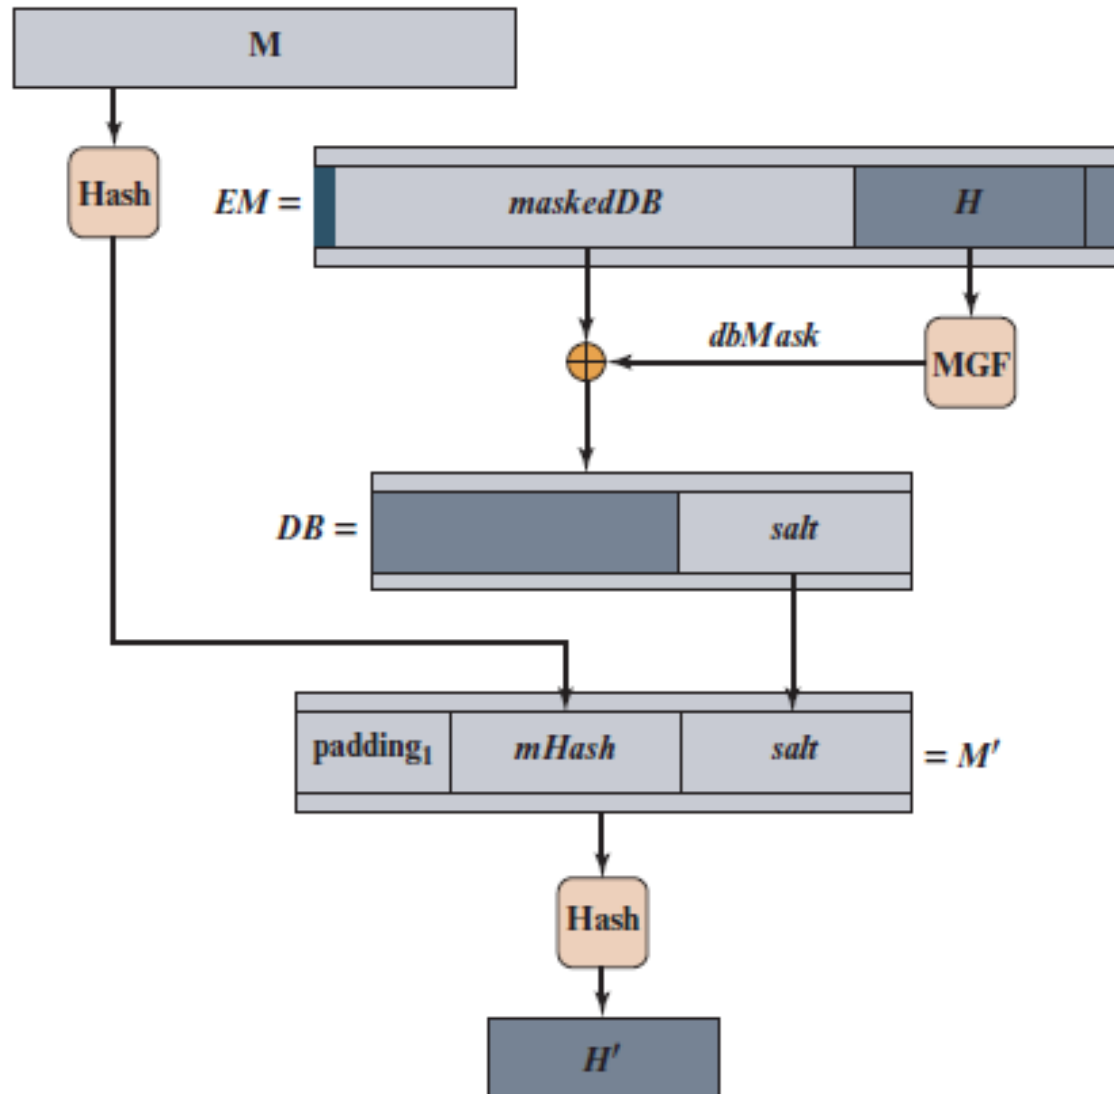 M
Hash
EM =
maskedDB
H
dbMask
MGF
DB =
salt
padding₁
mHash
salt
= M′
Hash
H′